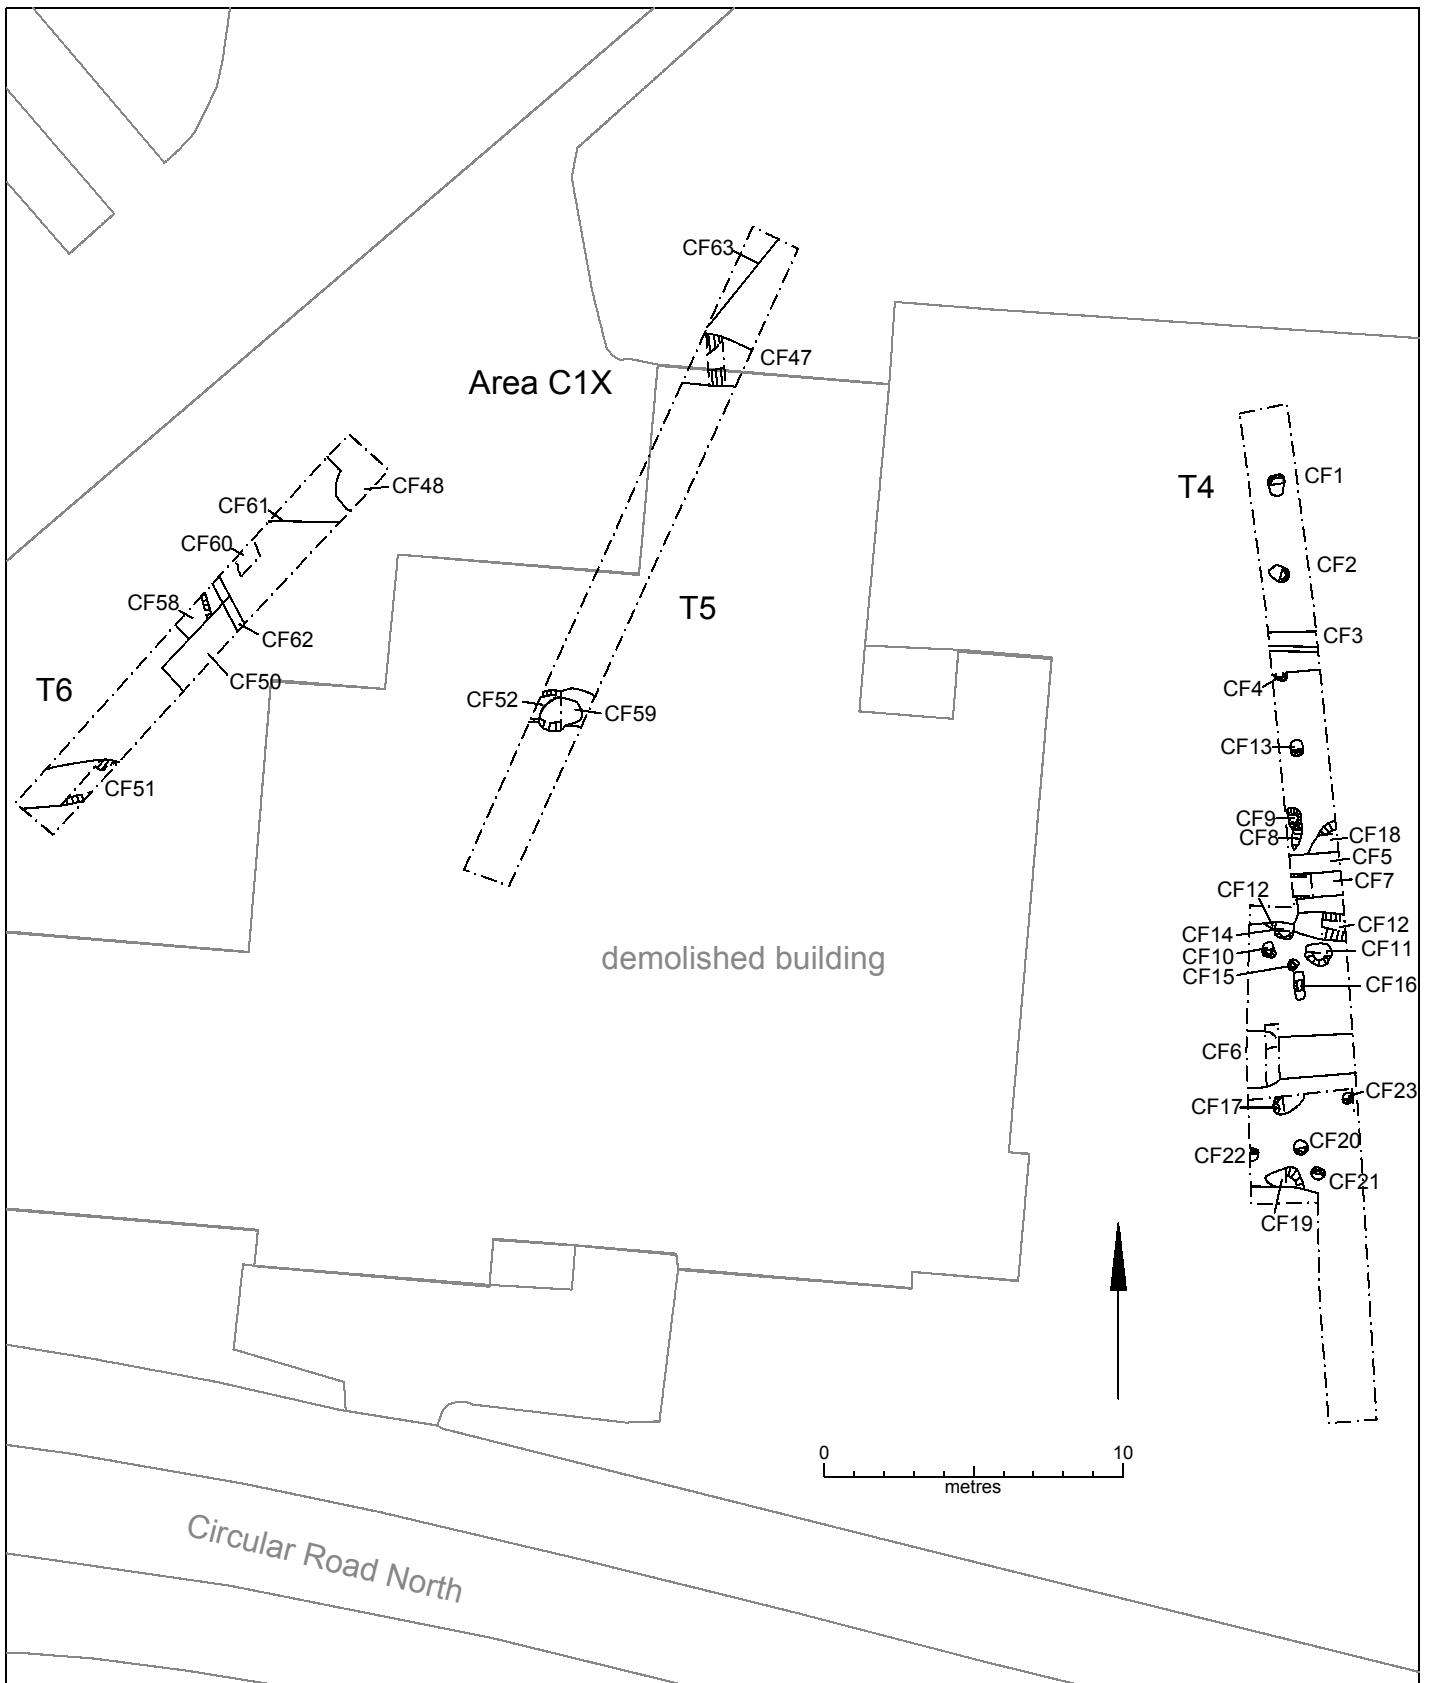 CF63
CF47
Area C1X
CF48
T4
CF1
CF61
CF60
CF2
CF58
T5
CF62
CF3
CF50
T6
CF4
CF52
CF59
CF13
CF51
CF9
CF8
CF18
CF5
CF7
CF12
CF12
CF14
CF10
CF11
CF15
CF16
demolished building
CF6
CF23
CF17
CF20
CF22
CF21
CF19
0
10
metres
Circular Road North